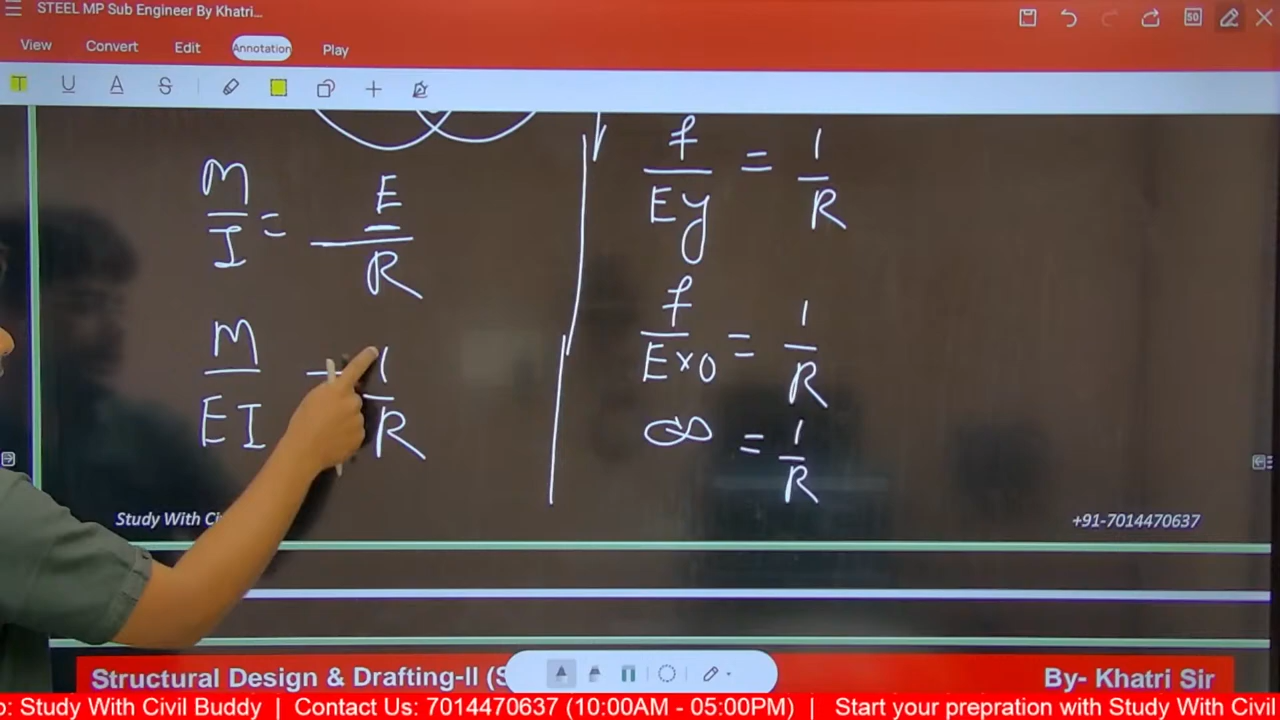 STEEL MP Sub Engineer By Khatri...
50
View Convert Edit Annotation Play
T U A S
M/I = E/R
M/EI = 1/R
f/Ey = 1/R
f/E×0 = 1/R
∞ = 1/R
Study With Ci
+91-7014470637
Structural Design & Drafting-II (S
By- Khatri Sir
o: Study With Civil Buddy | Contact Us: 7014470637 (10:00AM - 05:00PM) | Start your prepration with Study With Civil